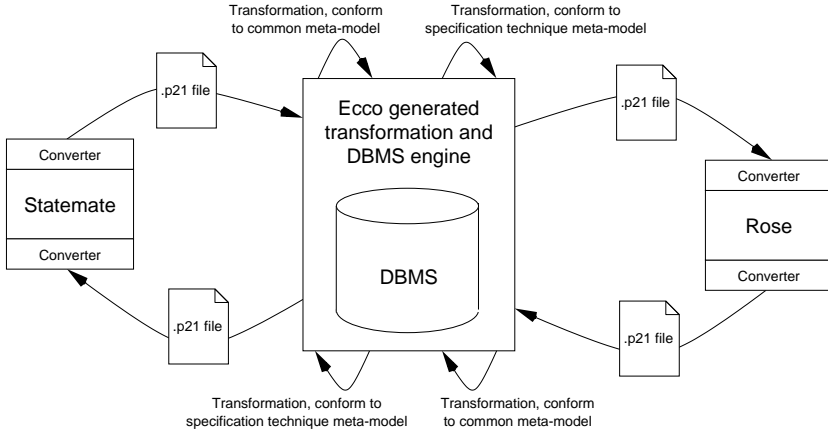 Transformation, conform
to common meta-model
Transformation, conform to
specification technique meta-model
.p21 file
.p21 file
Ecco generated
transformation and
DBMS engine
Converter
Statemate
Converter
Converter
Rose
Converter
DBMS
.p21 file
.p21 file
Transformation, conform to
specification technique meta-model
Transformation, conform
to common meta-model